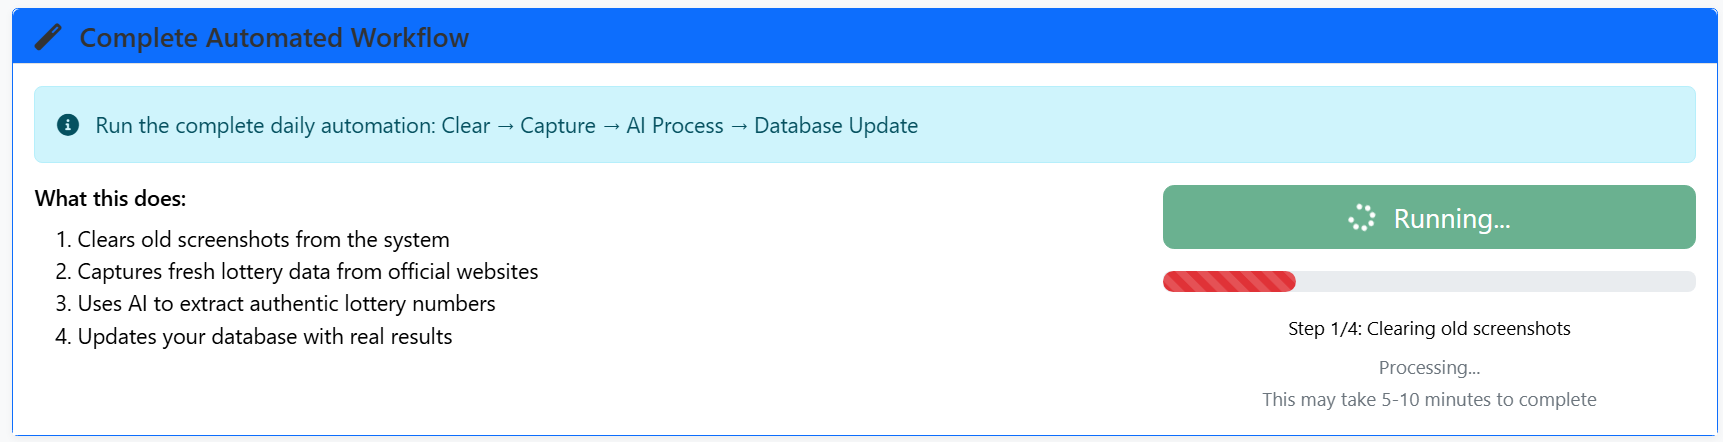 Complete Automated Workflow
Run the complete daily automation: Clear → Capture → AI Process → Database Update
What this does:
1. Clears old screenshots from the system
2. Captures fresh lottery data from official websites
3. Uses AI to extract authentic lottery numbers
4. Updates your database with real results
Running...
Step 1/4: Clearing old screenshots
Processing...
This may take 5-10 minutes to complete